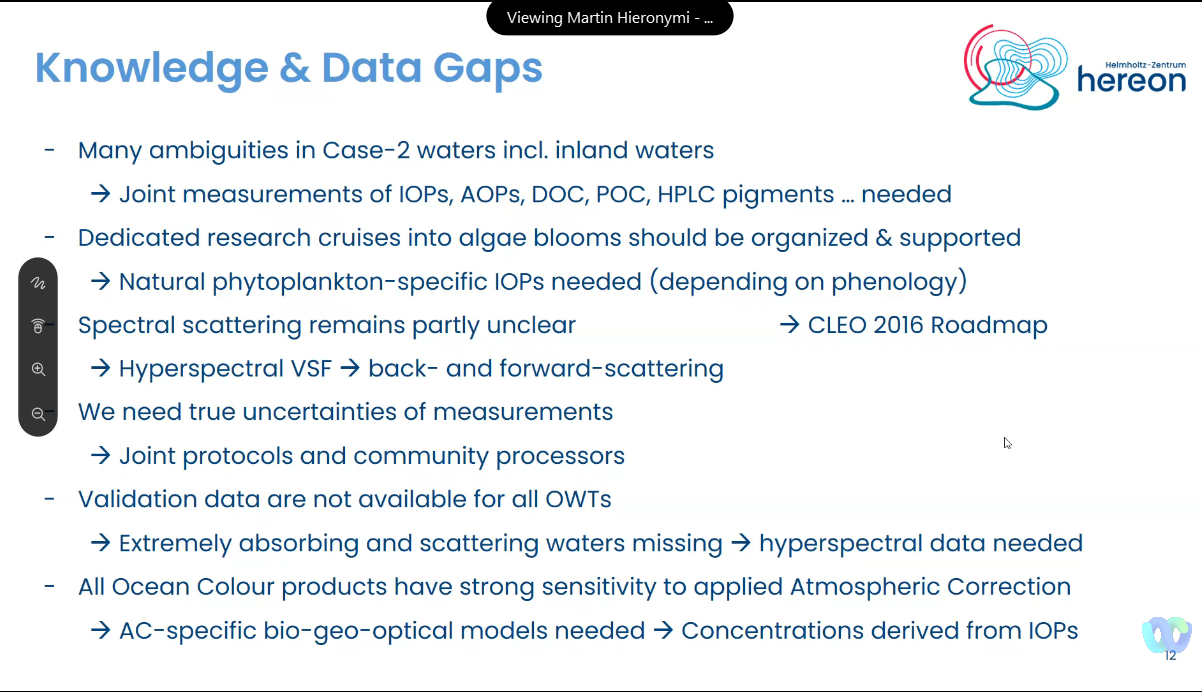 Viewing Martin Hieronymi - ...
Knowledge & Data Gaps
Helmholtz-Zentrum
hereon
- Many ambiguities in Case-2 waters incl. inland waters
→ Joint measurements of IOPs, AOPs, DOC, POC, HPLC pigments ... needed
- Dedicated research cruises into algae blooms should be organized & supported
→ Natural phytoplankton-specific IOPs needed (depending on phenology)
- Spectral scattering remains partly unclear → CLEO 2016 Roadmap
→ Hyperspectral VSF → back- and forward-scattering
- We need true uncertainties of measurements
→ Joint protocols and community processors
- Validation data are not available for all OWTs
→ Extremely absorbing and scattering waters missing → hyperspectral data needed
- All Ocean Colour products have strong sensitivity to applied Atmospheric Correction
→ AC-specific bio-geo-optical models needed → Concentrations derived from IOPs
12